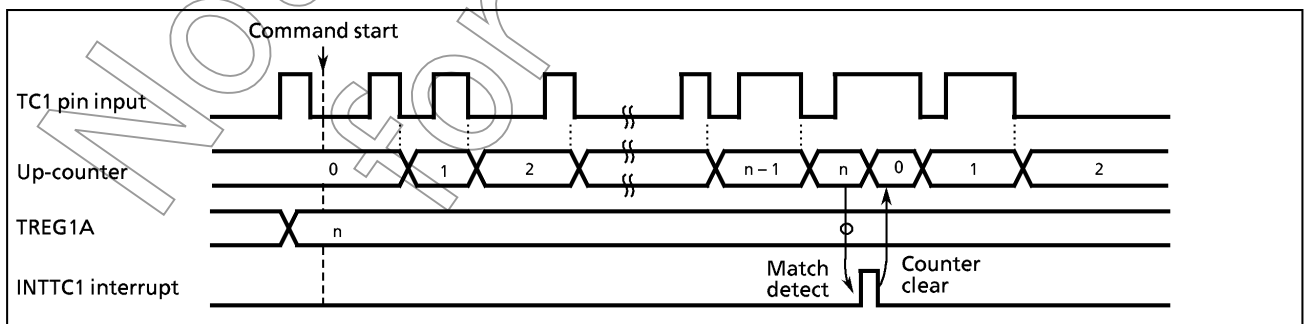 Command start
TC1 pin input
Up-counter
0
1
2
n – 1
n
0
1
2
TREG1A
n
INTTC1 interrupt
Match
detect
Counter
clear